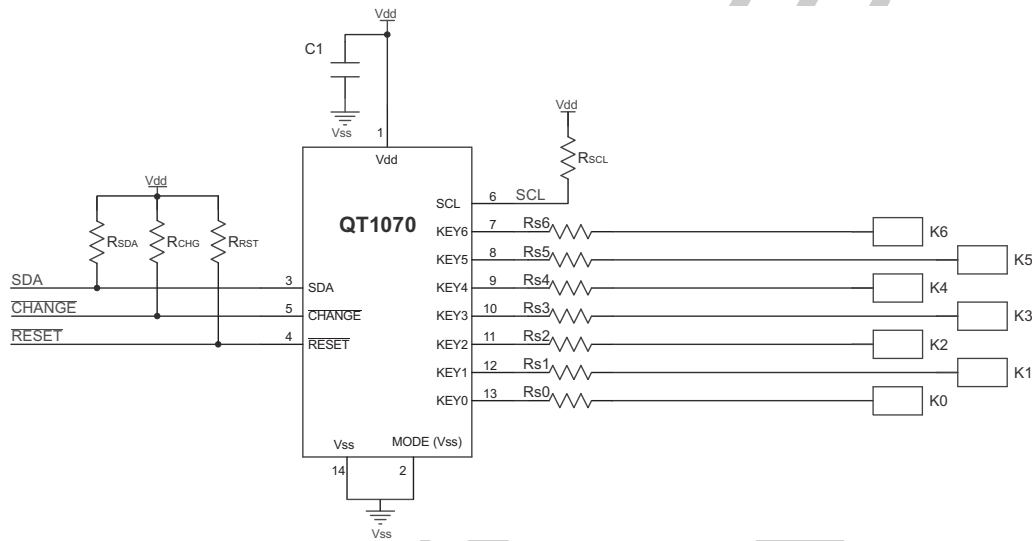 Vdd
C1
Vss
1
Vdd
Vdd
RSCL
SCL 6 SCL
QT1070
KEY6 7 Rs6 K6
KEY5 8 Rs5 K5
KEY4 9 Rs4 K4
KEY3 10 Rs3 K3
KEY2 11 Rs2 K2
KEY1 12 Rs1 K1
KEY0 13 Rs0 K0
Vdd
RSDA RCHG RRST
SDA 3 SDA
CHANGE 5 CHANGE
RESET 4 RESET
Vss MODE (Vss)
14 2
Vss